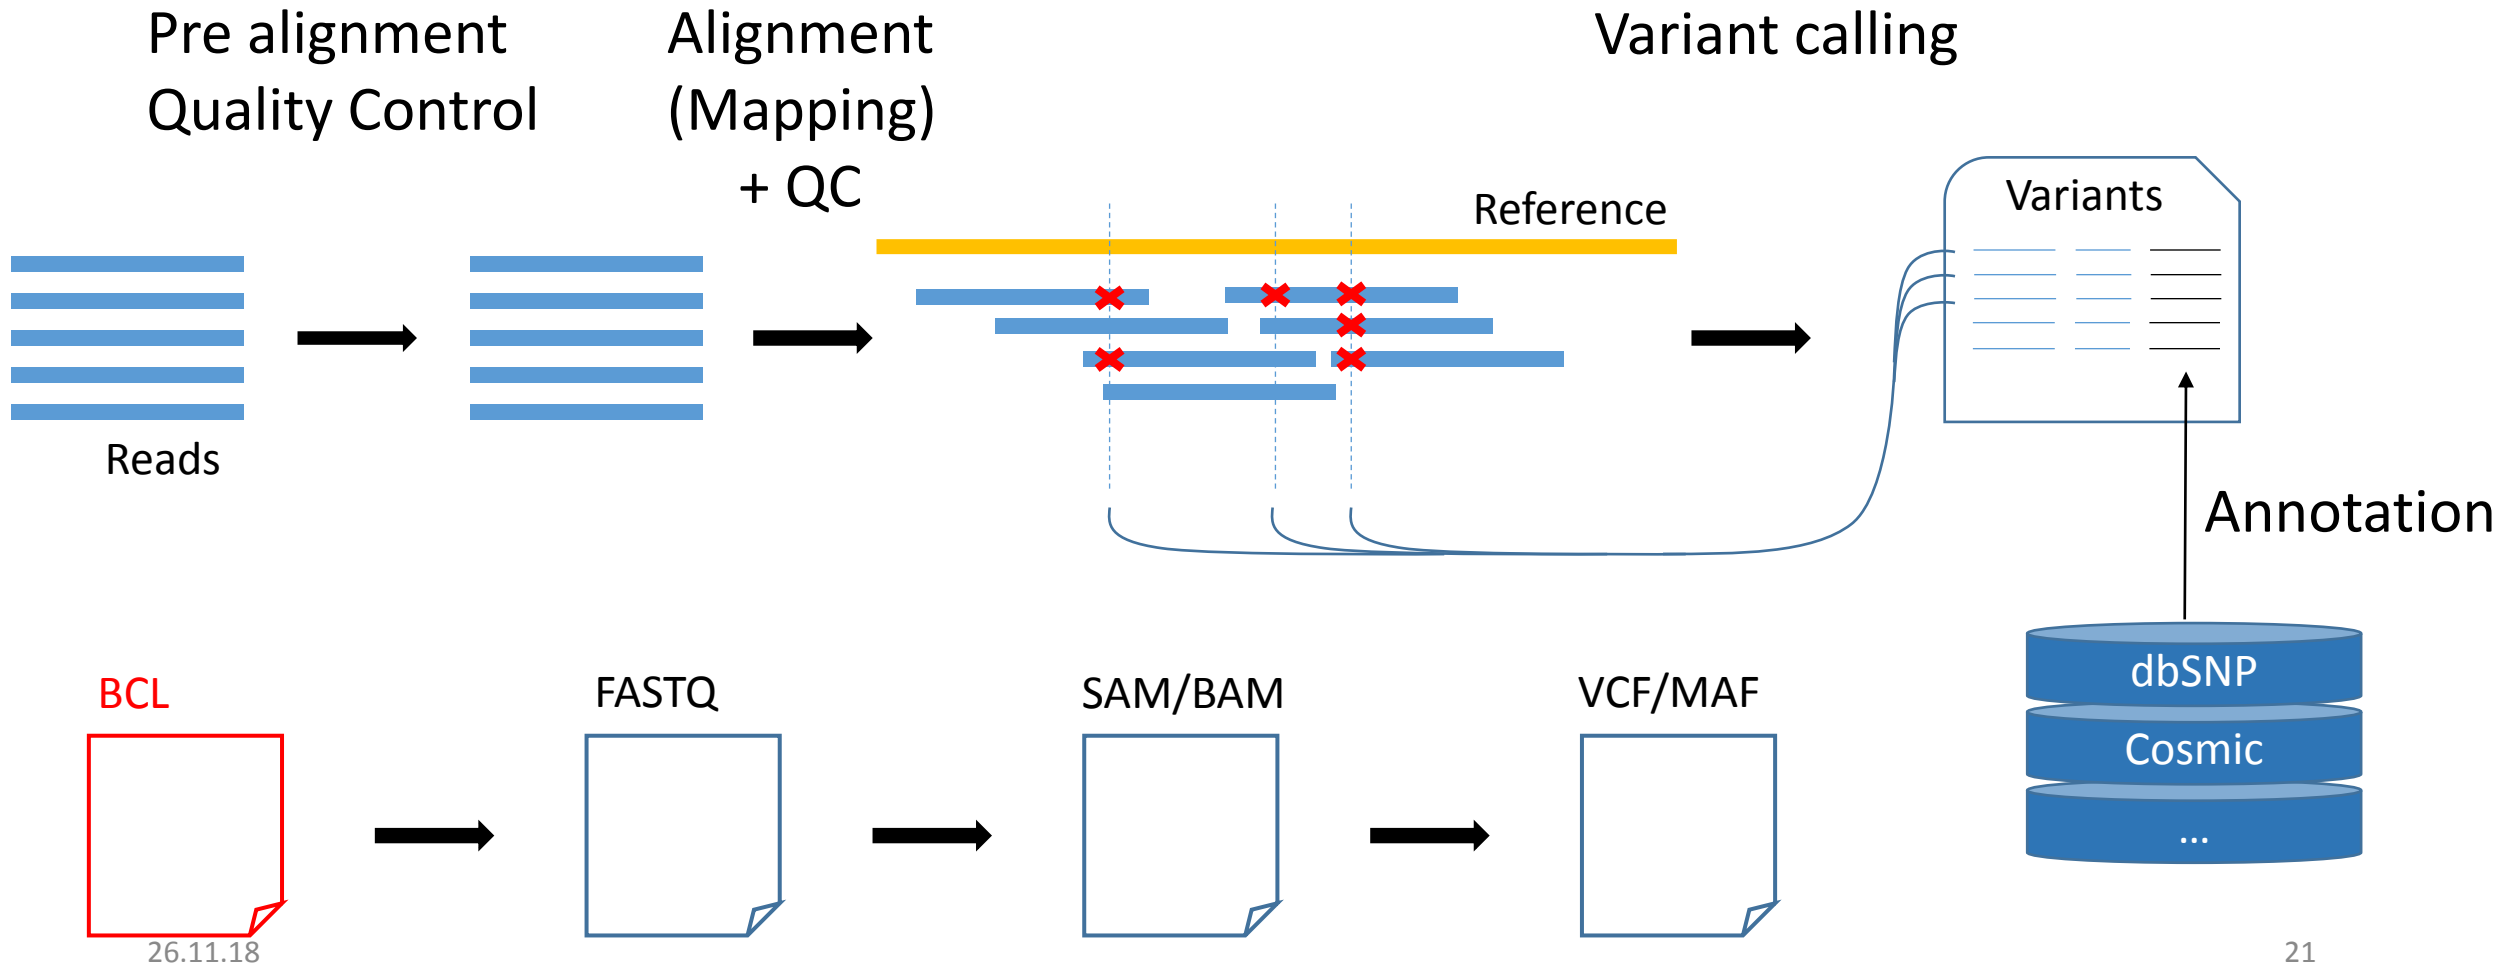 Pre alignment
Quality Control
Alignment
(Mapping)
+ QC
Variant calling
Reference
Variants
Reads
Annotation
BCL
FASTQ
SAM/BAM
VCF/MAF
dbSNP
Cosmic
...
26.11.18
21